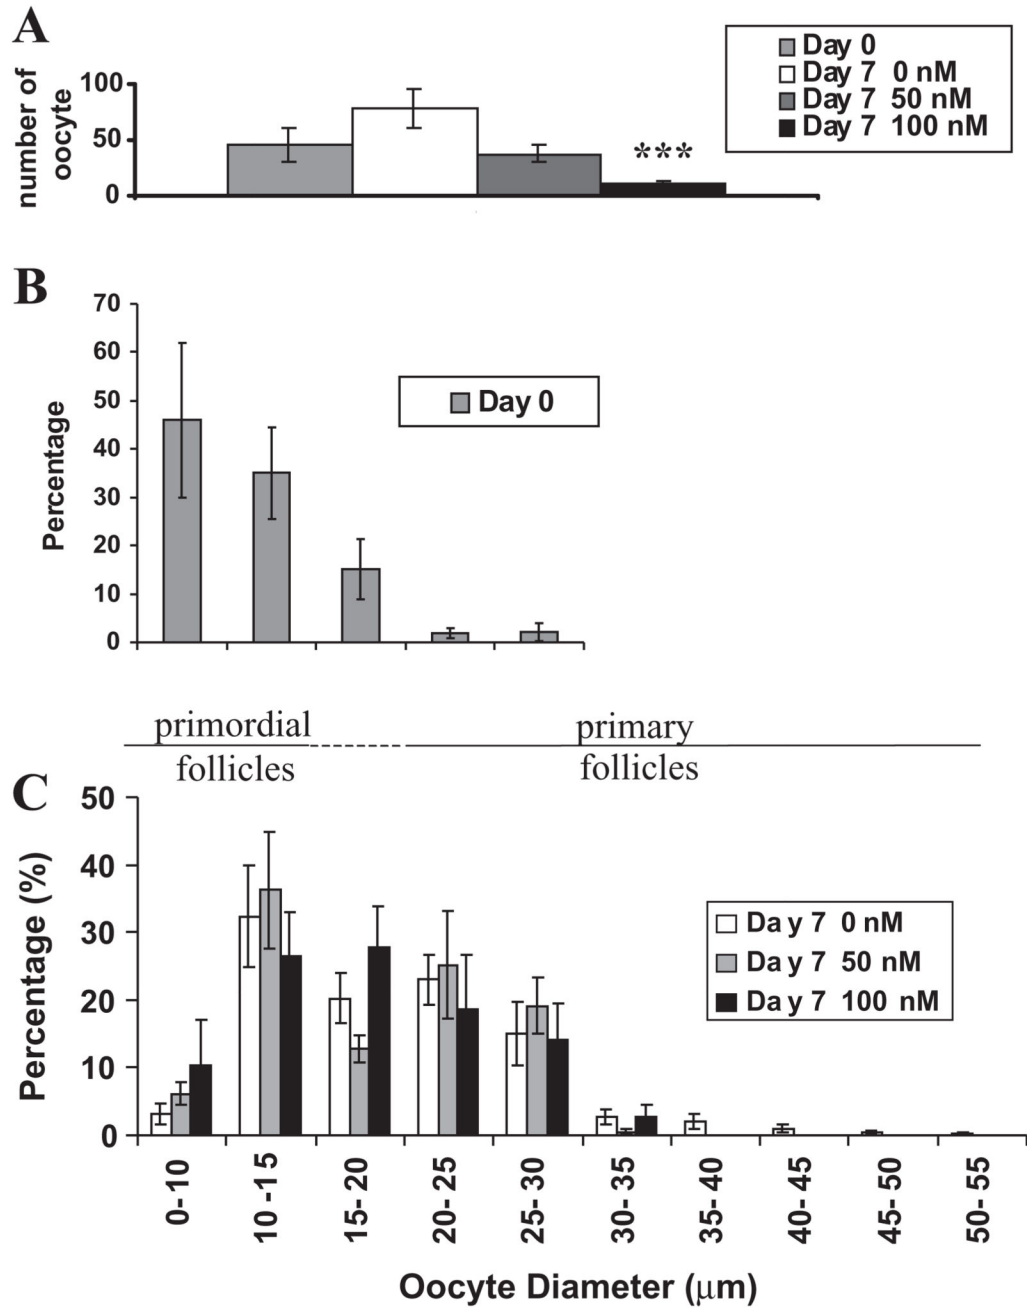 A
number of
oocyte
100
50
0
***
Day 0
Day 7 0 nM
Day 7 50 nM
Day 7 100 nM
B
Percentage
70
60
50
40
30
20
10
0
Day 0
primordial
follicles
primary
follicles
C
Percentage (%)
50
40
30
20
10
0
Day 7 0 nM
Day 7 50 nM
Day 7 100 nM
0-10
10-15
15-20
20-25
25-30
30-35
35-40
40-45
45-50
50-55
Oocyte Diameter (μm)